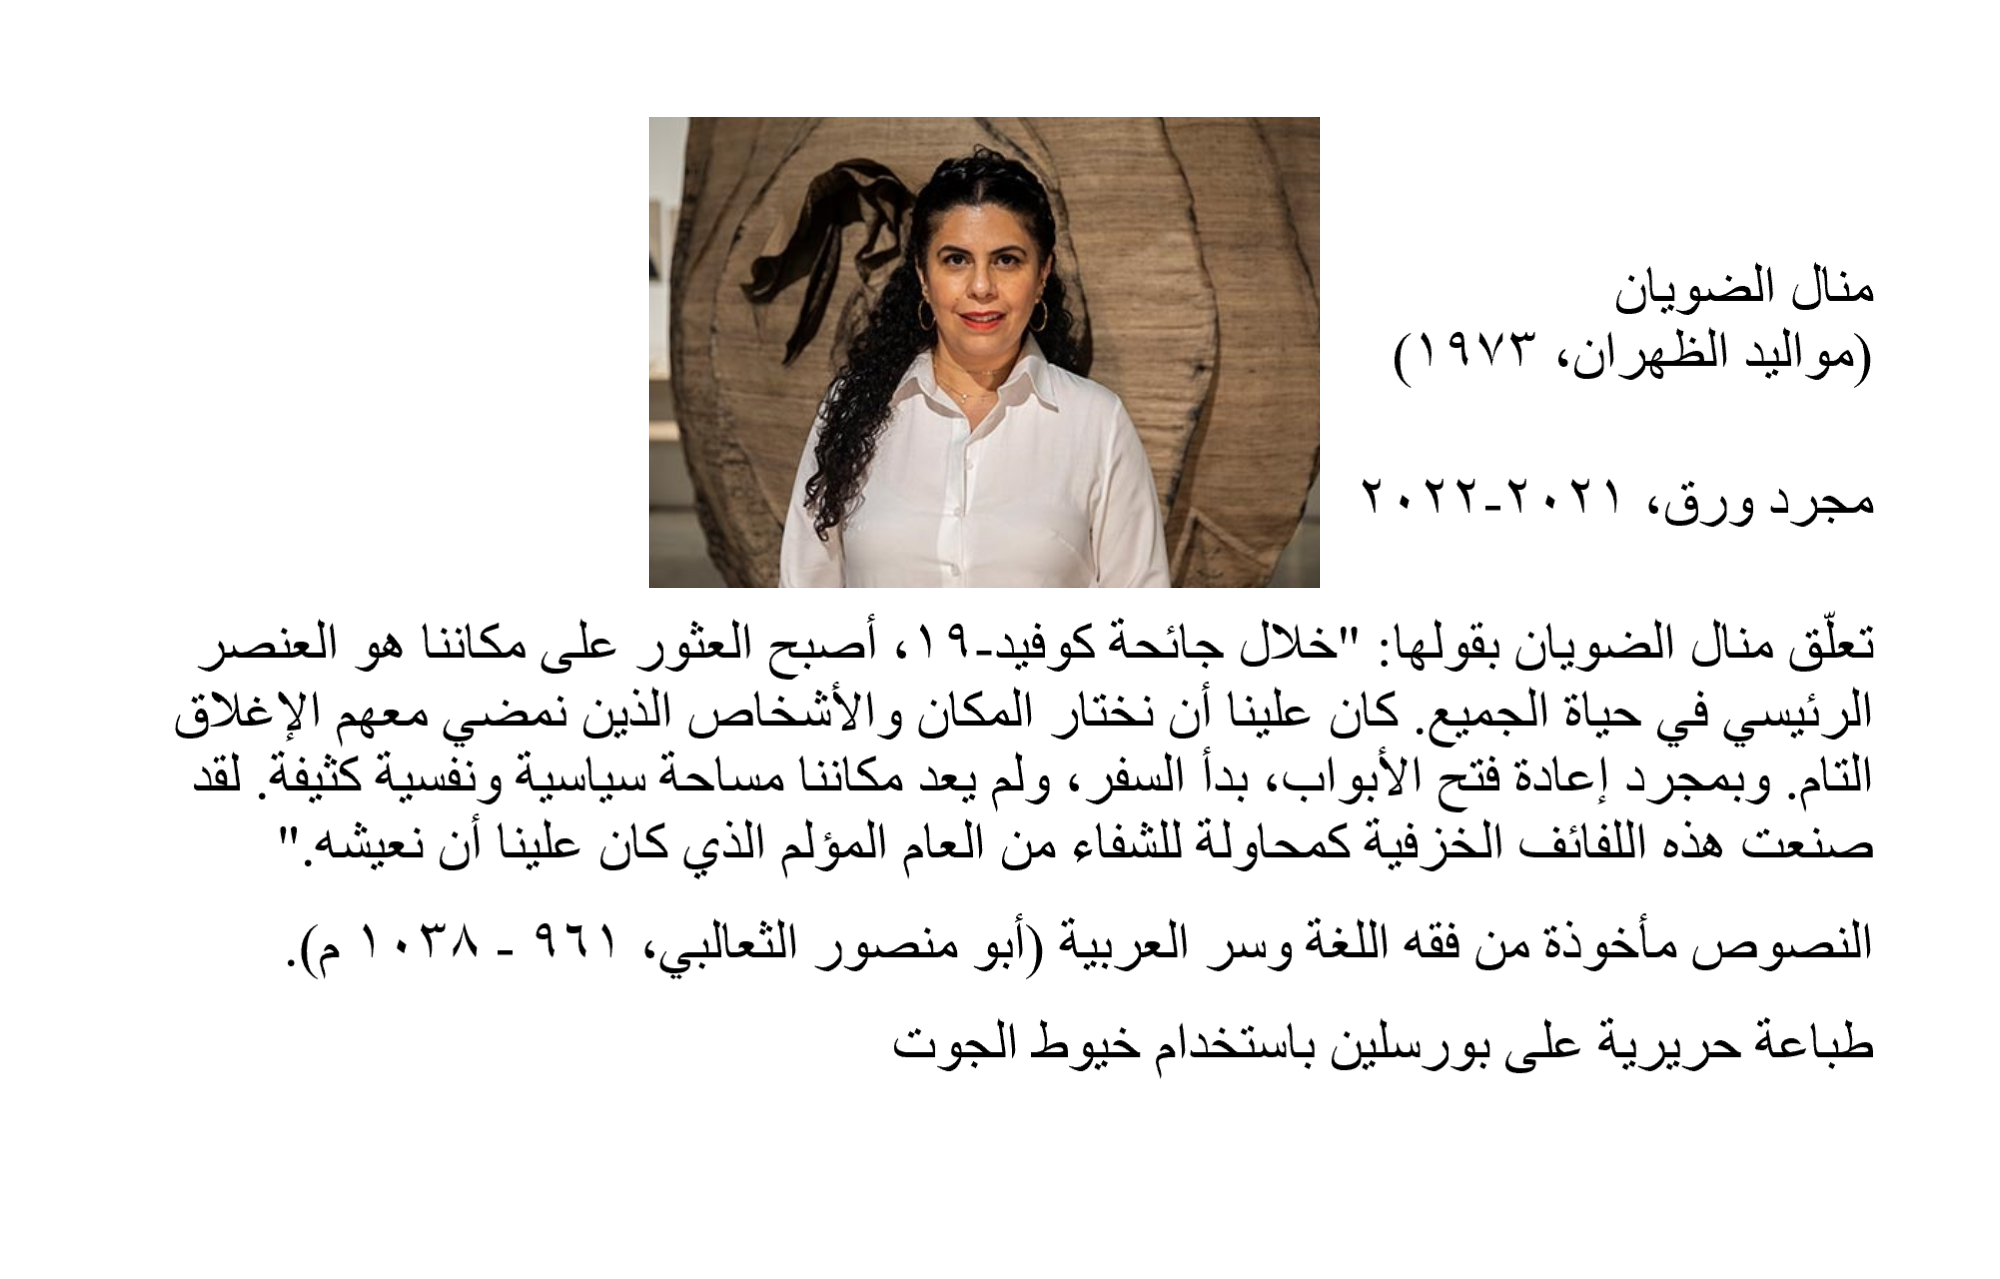 منال الضويان
(مواليد الظهران، ١٩٧٣)
مجرد ورق، ٢٠٢١-٢٠٢٢
تعلّق منال الضويان بقولها: "خلال جائحة كوفيد-١٩، أصبح العثور على مكاننا هو العنصر
الرئيسي في حياة الجميع. كان علينا أن نختار المكان والأشخاص الذين نمضي معهم الإغلاق
التام. وبمجرد إعادة فتح الأبواب، بدأ السفر، ولم يعد مكاننا مساحة سياسية ونفسية كثيفة. لقد
صنعت هذه اللفائف الخزفية كمحاولة للشفاء من العام المؤلم الذي كان علينا أن نعيشه."
النصوص مأخوذة من فقه اللغة وسر العربية (أبو منصور الثعالبي، ٩٦١ - ١٠٣٨ م).
طباعة حريرية على بورسلين باستخدام خيوط الجوت